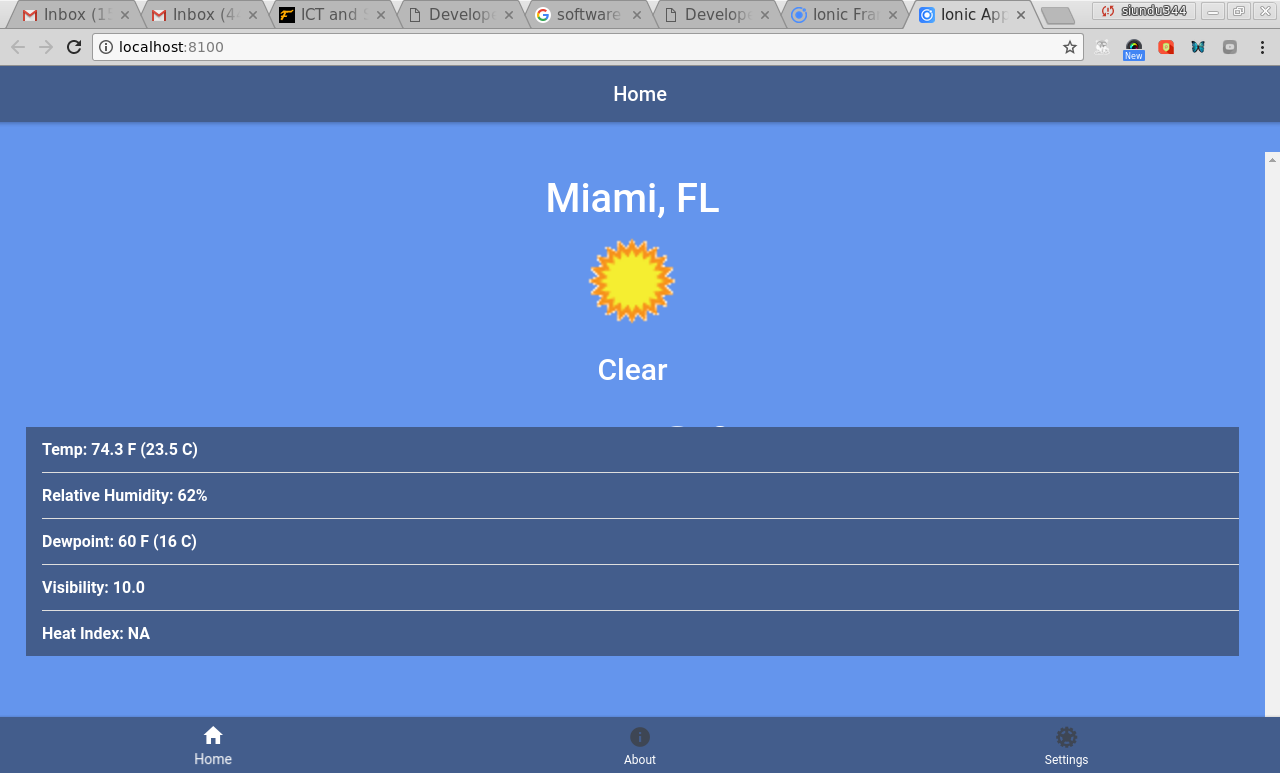 Inbox (1
Inbox (4
ICT and S
Develope
software
Develope
Ionic Fra
Ionic App
siundu344
localhost:8100
New
Home
Miami, FL
Clear
Temp: 74.3 F (23.5 C)
Relative Humidity: 62%
Dewpoint: 60 F (16 C)
Visibility: 10.0
Heat Index: NA
Home
About
Settings